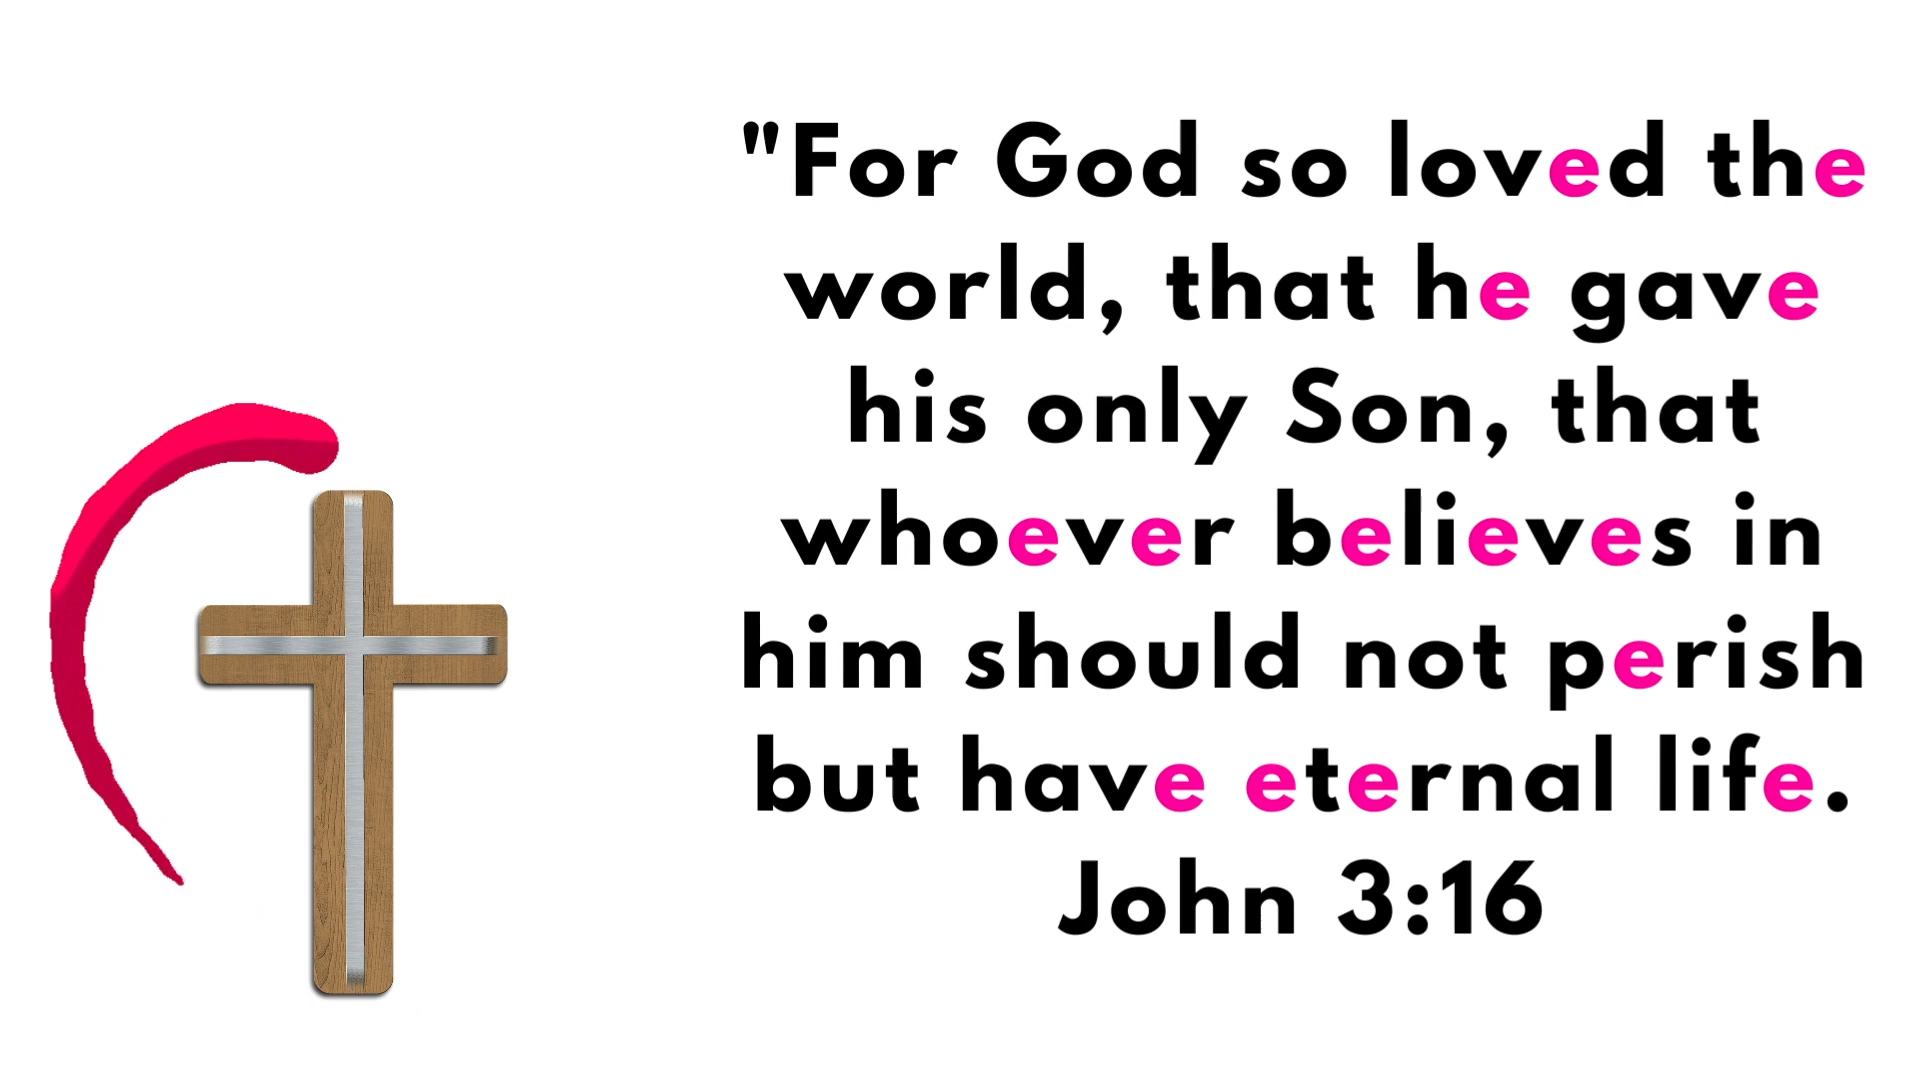 "For God so loved the
world, that he gave
his only Son, that
whoever believes in
him should not perish
but have eternal life.
John 3:16